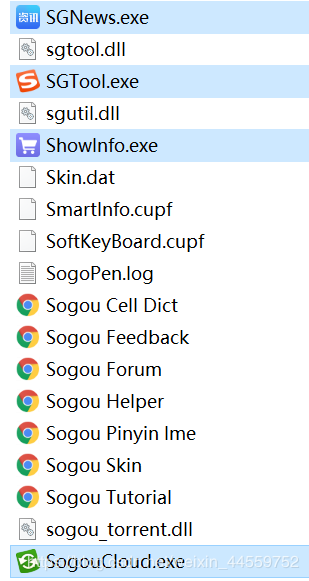 资讯
SGNews.exe
sgtool.dll
SGTool.exe
sgutil.dll
ShowInfo.exe
Skin.dat
SmartInfo.cupf
SoftKeyBoard.cupf
SogoPen.log
Sogou Cell Dict
Sogou Feedback
Sogou Forum
Sogou Helper
Sogou Pinyin Ime
Sogou Skin
Sogou Tutorial
sogou_torrent.dll
SogouCloud.exe